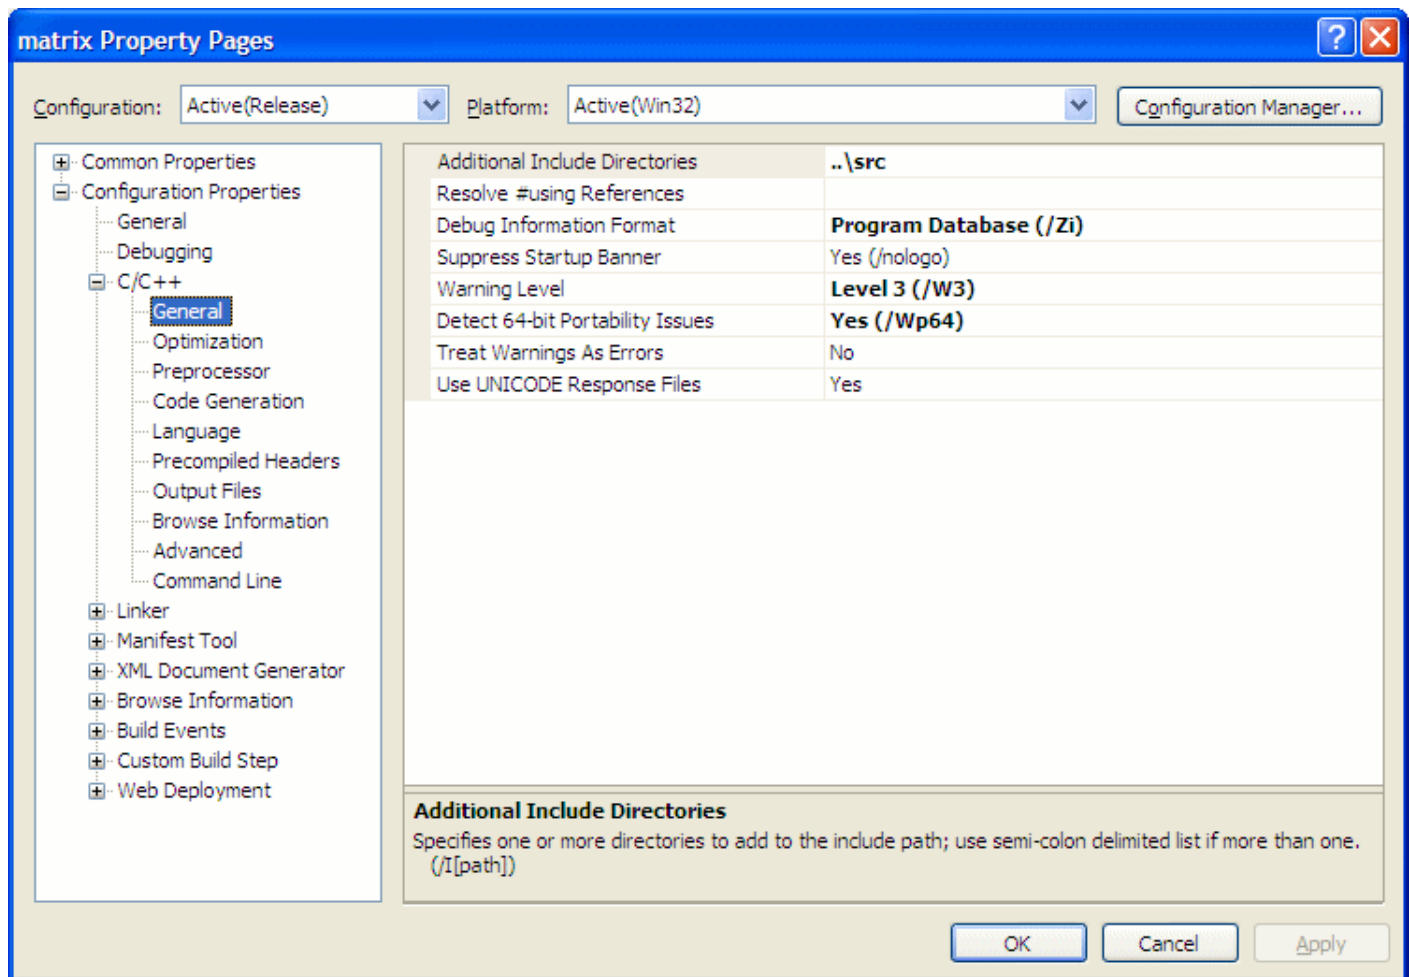 matrix Property Pages
Configuration: Active(Release) Platform: Active(Win32) Configuration Manager...
Common Properties
Configuration Properties
General
Debugging
C/C++
General
Optimization
Preprocessor
Code Generation
Language
Precompiled Headers
Output Files
Browse Information
Advanced
Command Line
Linker
Manifest Tool
XML Document Generator
Browse Information
Build Events
Custom Build Step
Web Deployment
Additional Include Directories ..\src
Resolve #using References
Debug Information Format Program Database (/Zi)
Suppress Startup Banner Yes (/nologo)
Warning Level Level 3 (/W3)
Detect 64-bit Portability Issues Yes (/Wp64)
Treat Warnings As Errors No
Use UNICODE Response Files Yes
Additional Include Directories
Specifies one or more directories to add to the include path; use semi-colon delimited list if more than one.
(/I[path])
OK Cancel Apply